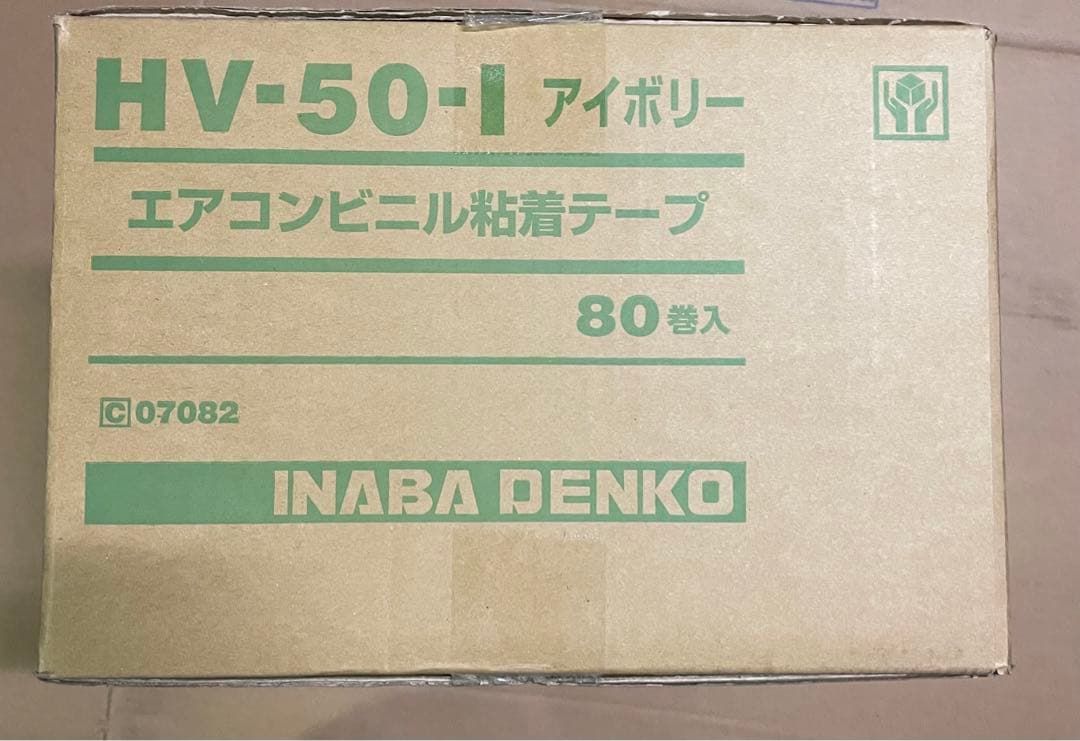 HV-50-I アイボリー
エアコンビニル粘着テープ
80巻入
C 07082
INABA DENKO